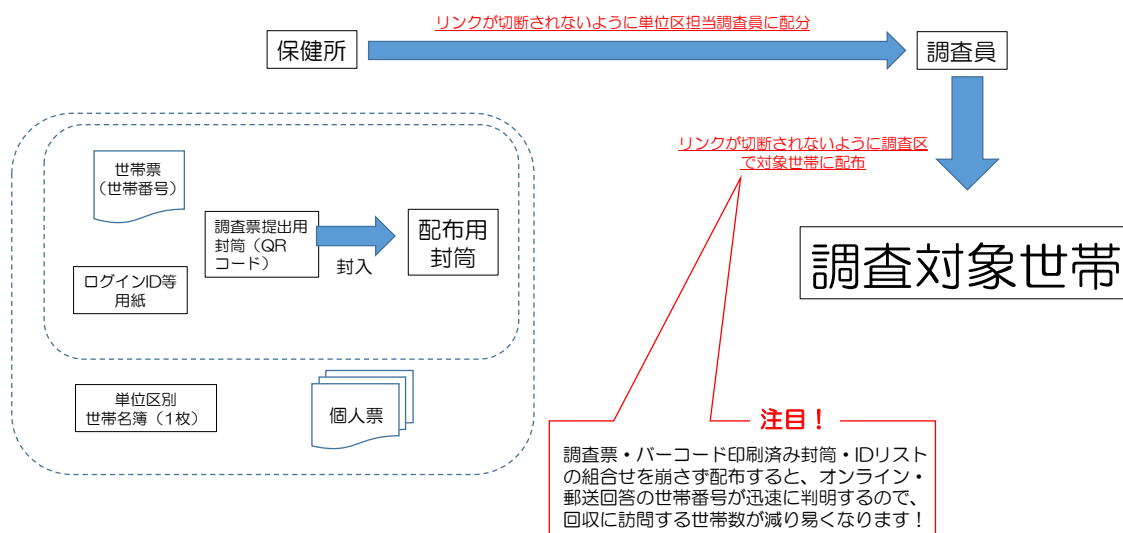 リンクが切断されないように単位区担当調査員に配分
保健所
調査員
リンクが切断されないように調査区
で対象世帯に配布
世帯票
（世帯番号）
調査票提出用
封筒（QR
コード）
封入
配布用
封筒
ログインID等
用紙
調査対象世帯
単位区別
世帯名簿（1枚）
個人票
注目！
調査票・バーコード印刷済み封筒・IDリスト
の組合せを崩さず配布すると、オンライン・
郵送回答の世帯番号が迅速に判明するので、
回収に訪問する世帯数が減り易くなります！